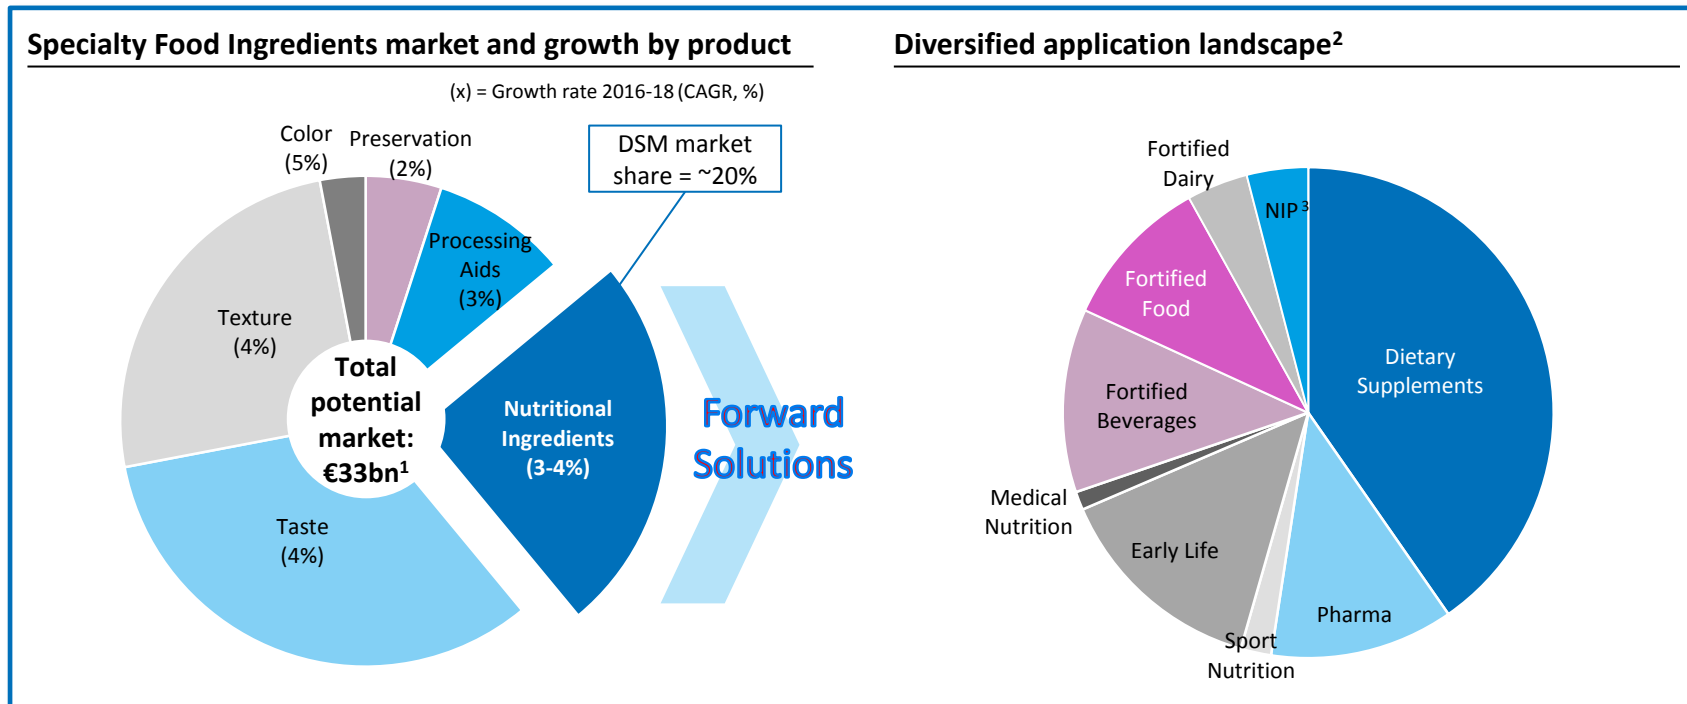 Specialty Food Ingredients market and growth by product
(x) = Growth rate 2016-18 (CAGR, %)
Color
(5%)
Preservation
(2%)
DSM market
share = ~20%
Processing
Aids
(3%)
Texture
(4%)
Total
potential
market:
€33bn1
Nutritional
Ingredients
(3-4%)
Taste
(4%)
Forward
Solutions
Diversified application landscape2
Fortified
Dairy
NIP 3
Fortified
Food
Dietary
Supplements
Fortified
Beverages
Medical
Nutrition
Early Life
Pharma
Sport
Nutrition